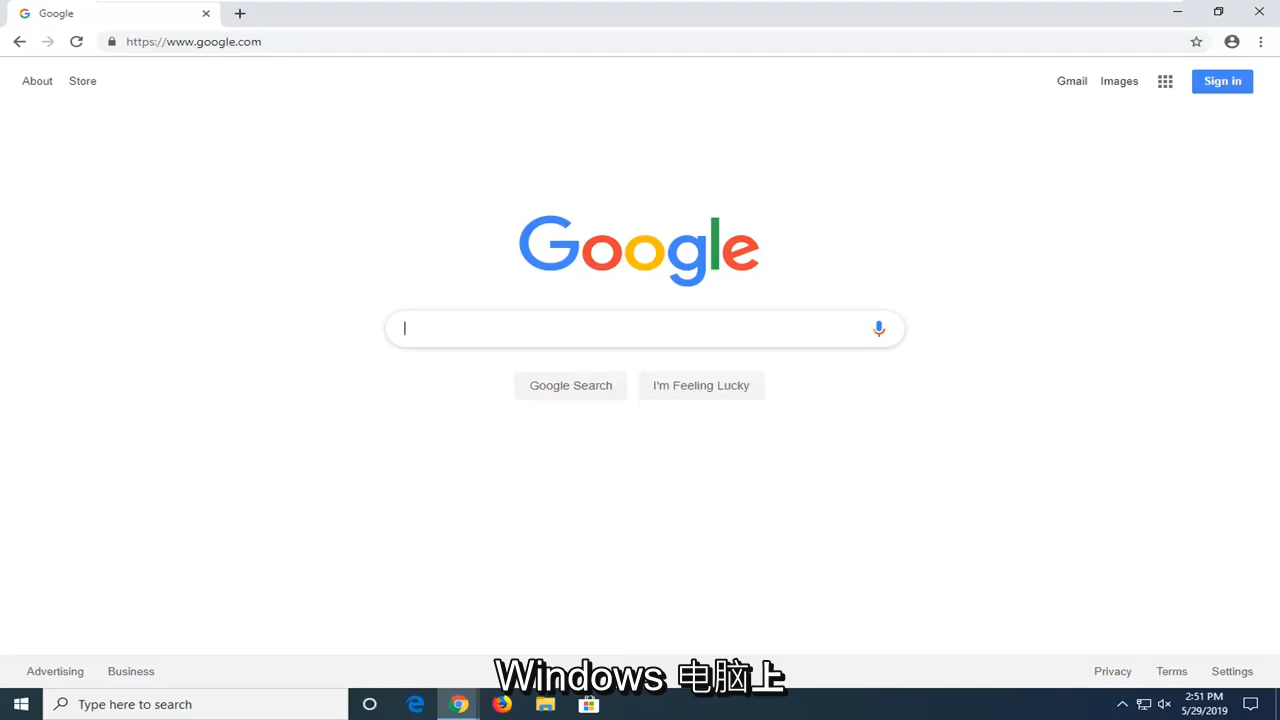 Google
https://www.google.com
About Store Gmail Images Sign in
Google
Google Search I'm Feeling Lucky
Advertising Business Privacy Terms Settings
Windows 电脑上
Type here to search
2:51 PM
5/29/2019